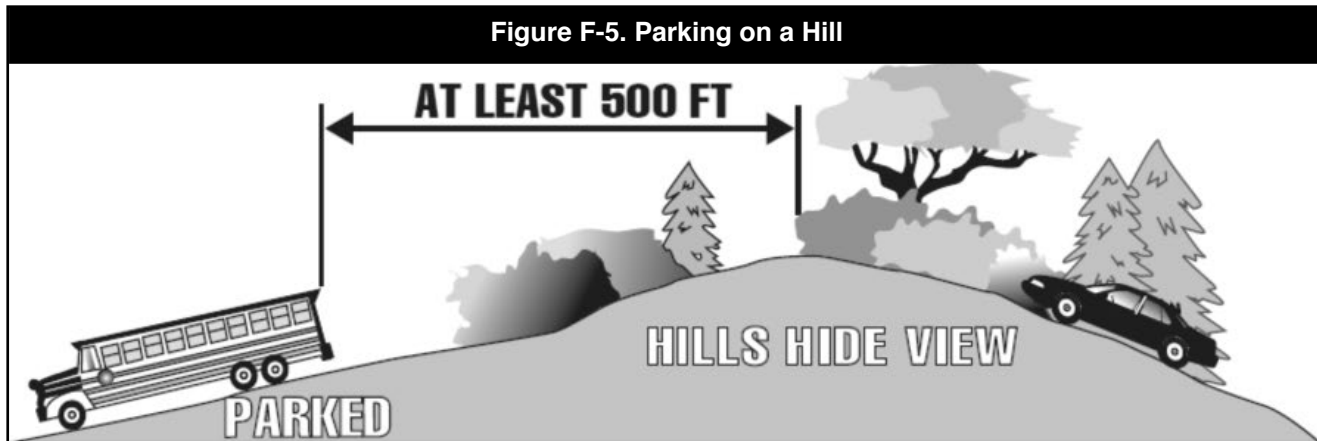 Figure F-5. Parking on a Hill
AT LEAST 500 FT
HILLS HIDE VIEW
PARKED